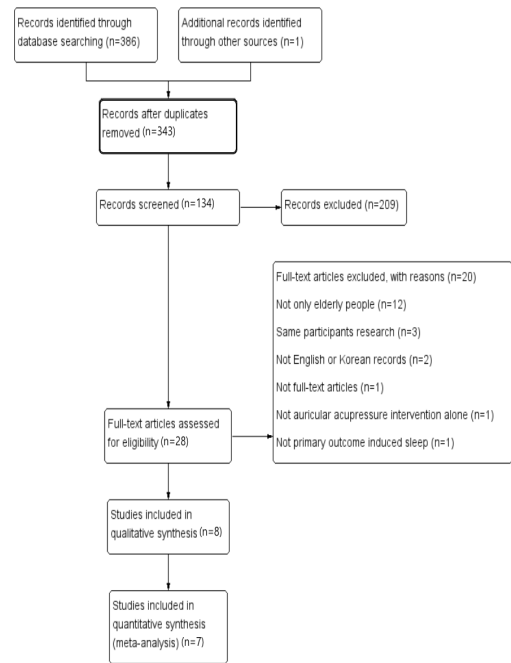 Records identified through
database searching (n=386)
Additional records identified
through other sources (n=1)
Records after duplicates
removed (n=343)
Records screened (n=134)
Records excluded (n=209)
Full-text articles excluded, with reasons (n=20)
Not only elderly people (n=12)
Same participants research (n=3)
Not English or Korean records (n=2)
Not full-text articles (n=1)
Not auricular acupressure intervention alone (n=1)
Not primary outcome induced sleep (n=1)
Full-text articles assessed
for eligibility (n=28)
Studies included in
qualitative synthesis (n=8)
Studies included in
quantitative synthesis
(meta-analysis) (n=7)